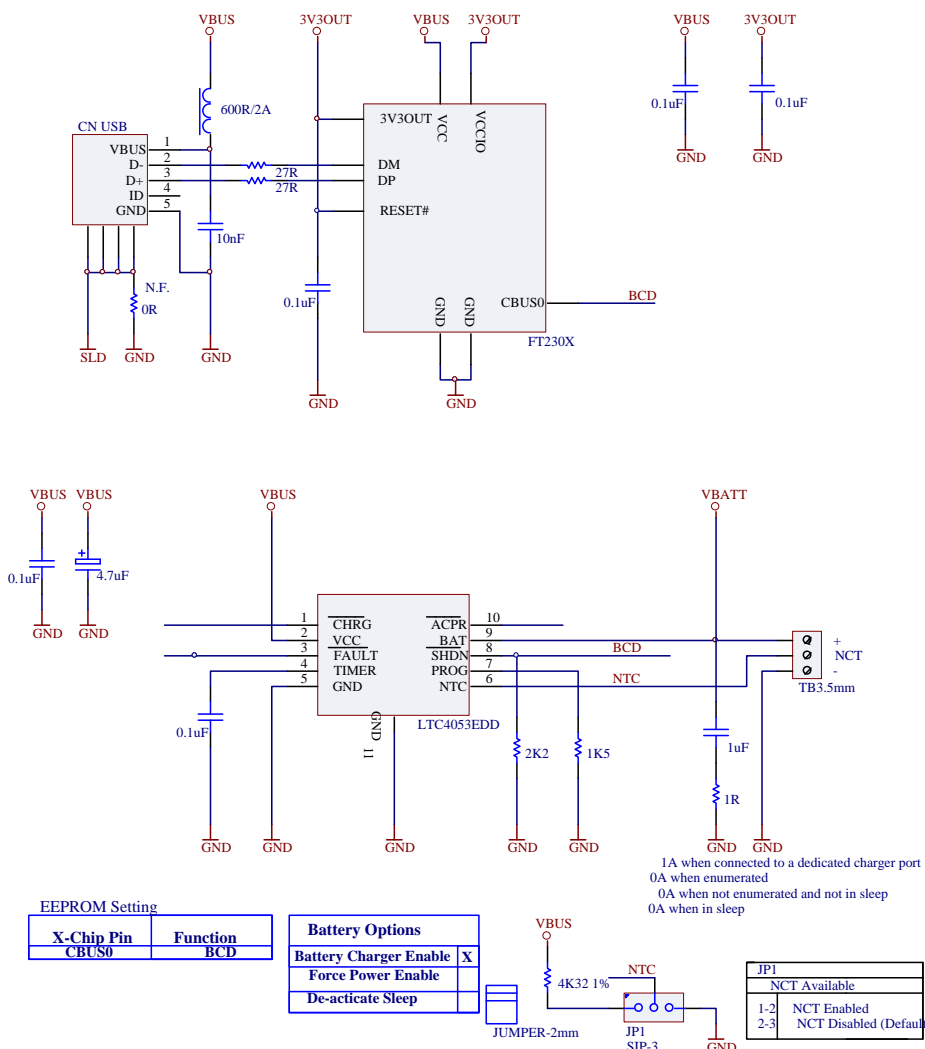 VBUS 3V3OUT VBUS 3V3OUT VBUS 3V3OUT
600R/2A
0.1uF 0.1uF
GND GND
CN USB
VBUS 1
D- 2
D+ 3
ID 4
GND 5
27R
27R
10nF
N.F.
0R
0.1uF
SLD GND GND GND
3V3OUT VCC VCCIO
DM
DP
RESET#
GND GND CBUS0 BCD
FT230X
GND
VBUS VBUS VBUS VBATT
0.1uF 4.7uF
GND GND
1 CHRG ACPR 10
2 VCC BAT 9
3 FAULT SHDN 8 BCD
4 TIMER PROG 7
5 GND NTC 6 NTC
GND 11
LTC4053EDD
+
NCT
-
TB3.5mm
0.1uF 2K2 1K5 1uF
1R
GND GND GND GND GND GND GND
1A when connected to a dedicated charger port
0A when enumerated
0A when not enumerated and not in sleep
0A when in sleep
EEPROM Setting
X-Chip Pin Function
CBUS0 BCD
Battery Options
Battery Charger Enable X
Force Power Enable
De-acticate Sleep
JUMPER-2mm
VBUS
4K32 1%
NTC
JP1
SIP-3
GND
JP1
NCT Available
1-2 NCT Enabled
2-3 NCT Disabled (Defaul